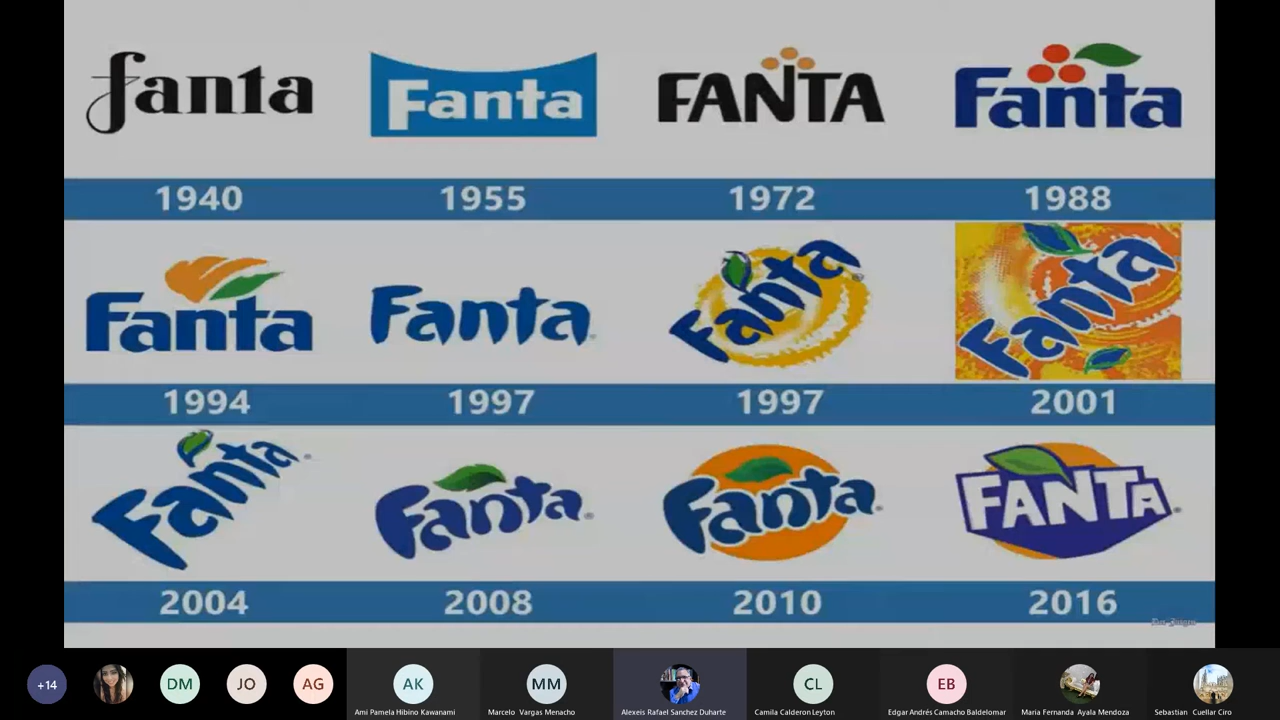 fanta Fanta FANTA Fanta
1940 1955 1972 1988
Fanta Fanta Fanta Fanta
1994 1997 1997 2001
Fanta Fanta Fanta FANTA
2004 2008 2010 2016
+14 DM JO AG AK MM CL EB
Ami Pamela Hibino Kawanami Marcelo Vargas Menacho Alexeis Rafael Sanchez Duharte Camila Calderon Leyton Edgar Andrés Camacho Baldelomar Maria Fernanda Ayala Mendoza Sebastian Cuellar Ciro